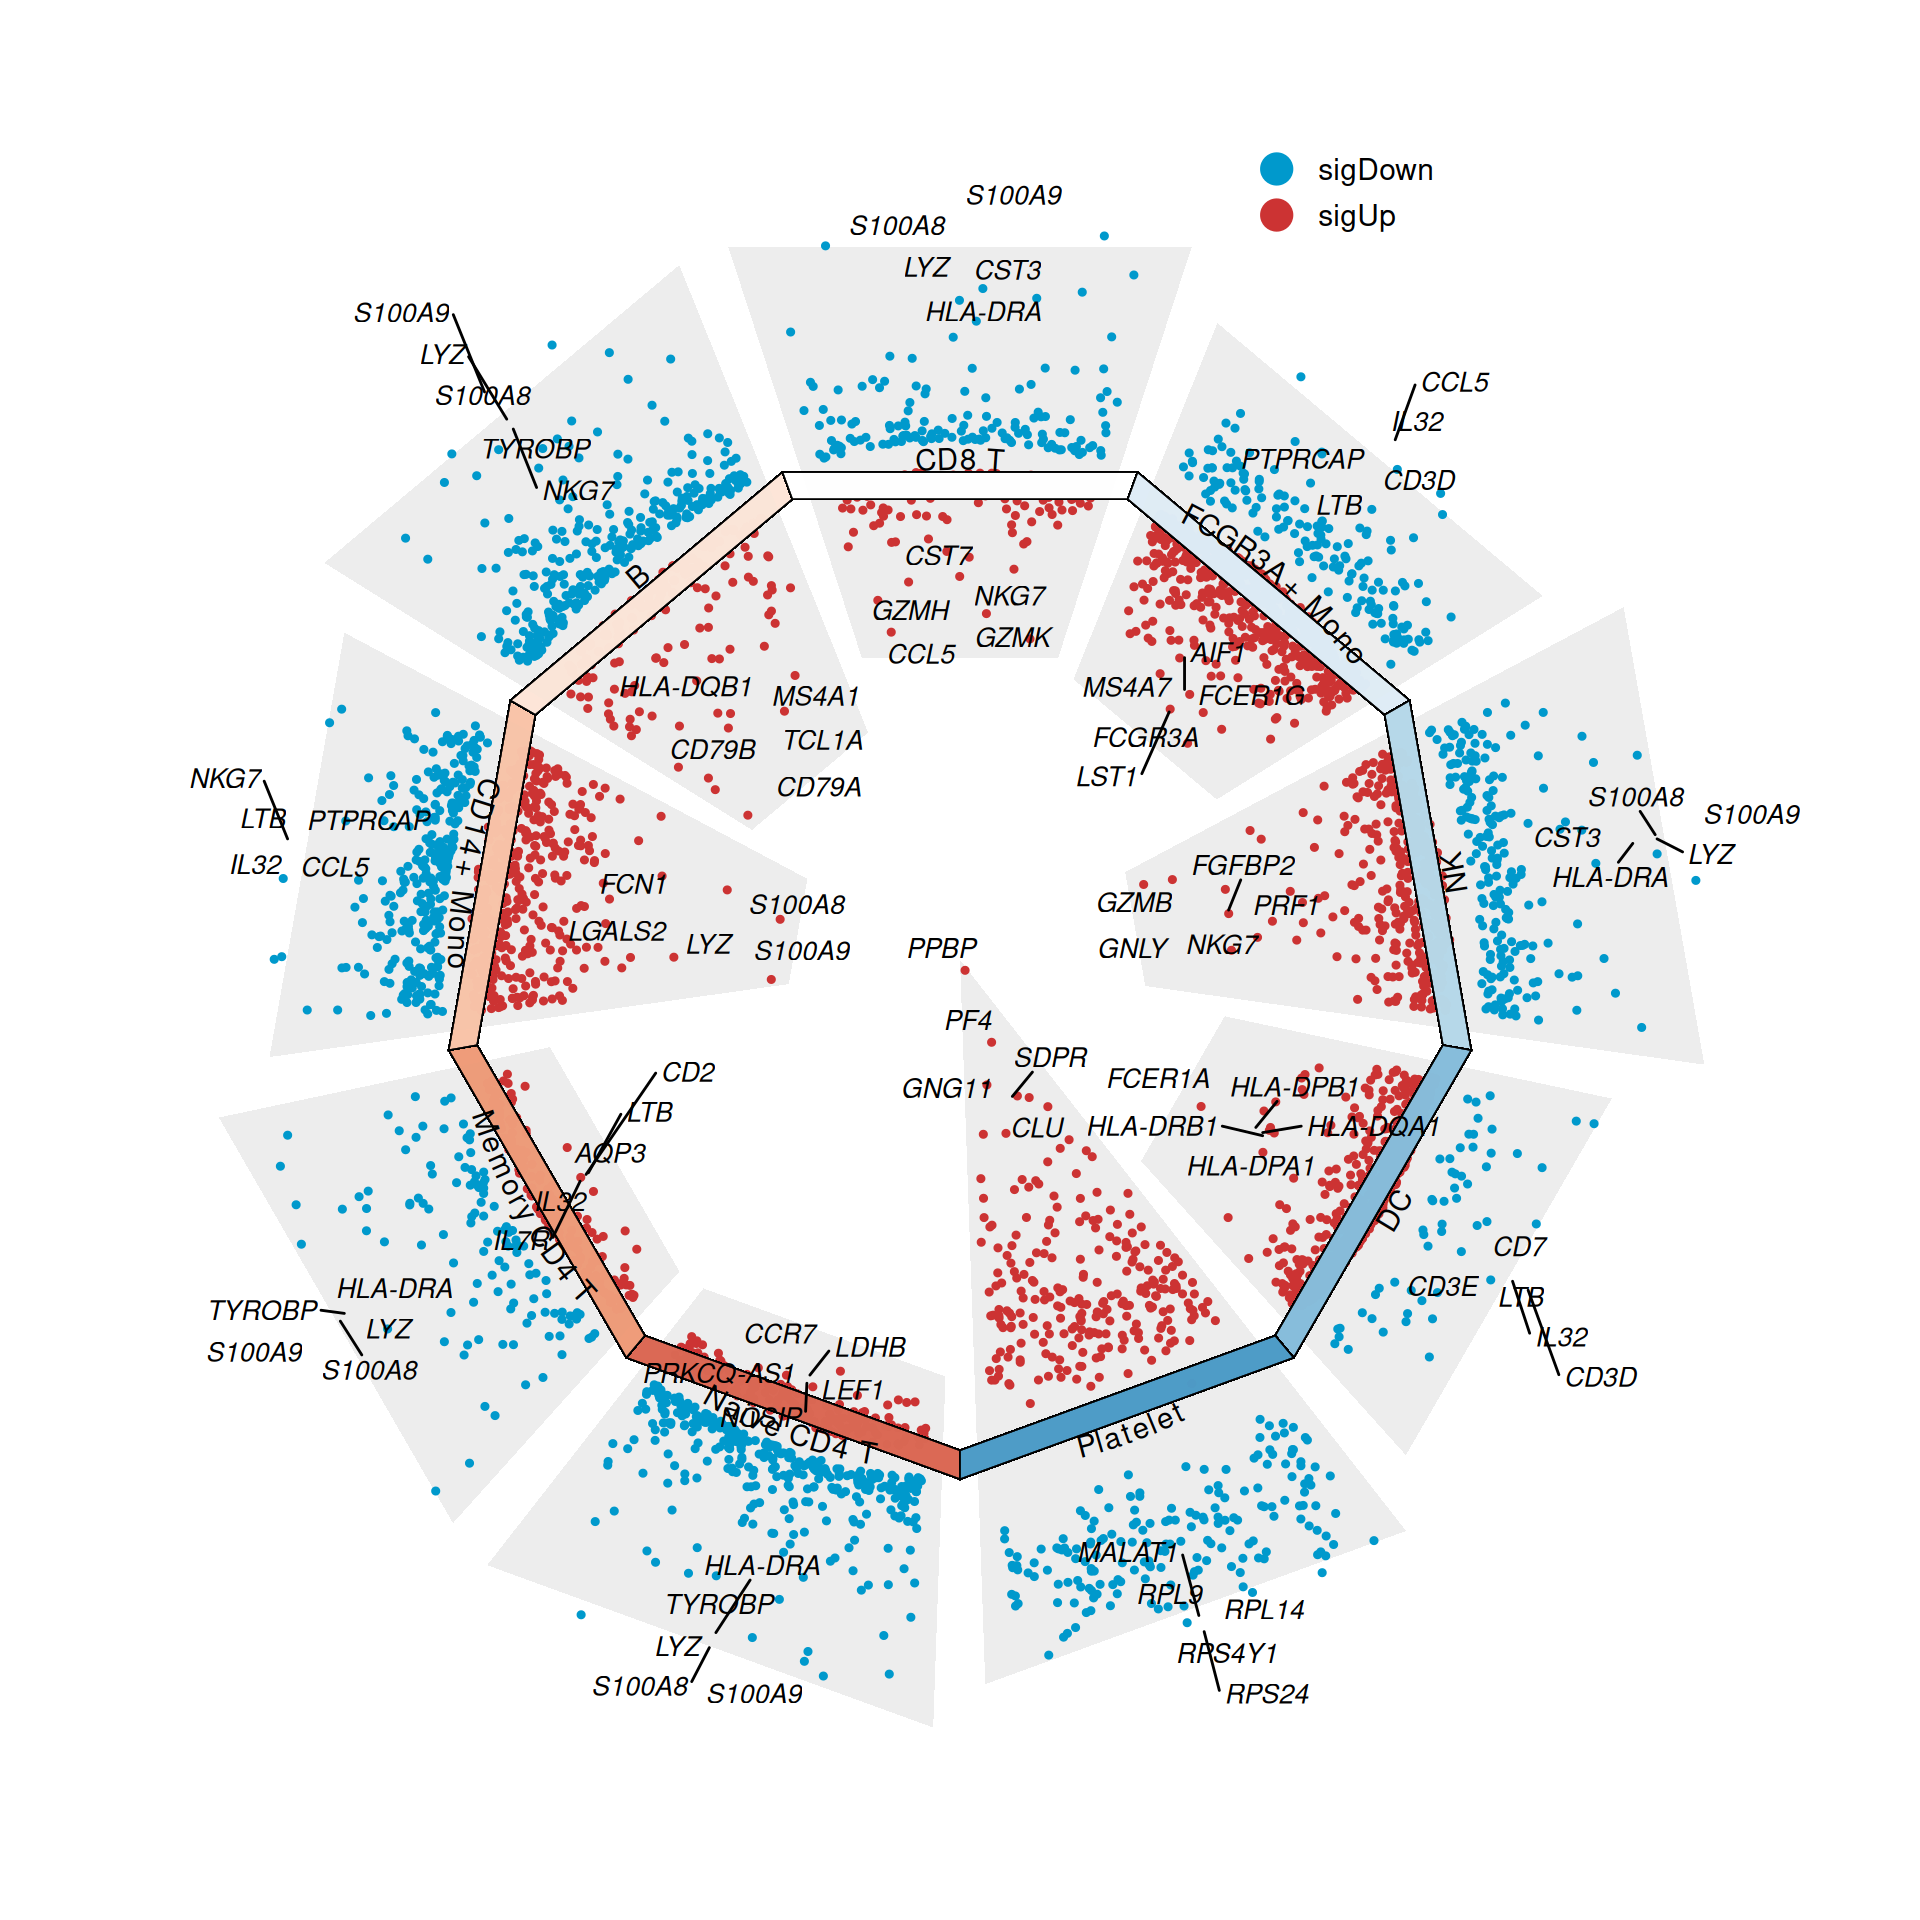 sigDown
sigUp
CD8 T
S100A9
S100A8
LYZ
CST3
HLA-DRA
CST7
GZMH
NKG7
GZMK
CCL5
FCGR3A+ Mono
CCL5
IL32
PTPRCAP
CD3D
LTB
AIF1
MS4A7
FCER1G
FCGR3A
LST1
NK
S100A8
S100A9
CST3
LYZ
HLA-DRA
FGFBP2
GZMB
PRF1
GNLY
NKG7
DC
FCER1A
HLA-DPB1
HLA-DRB1
HLA-DQA1
HLA-DPA1
CD7
CD3E
LTB
IL32
CD3D
Platelet
PPBP
PF4
SDPR
GNG11
CLU
MALAT1
RPL9
RPL14
RPS4Y1
RPS24
Naive CD4 T
CCR7
LDHB
PRKCQ-AS1
LEF1
NOSIP
HLA-DRA
TYROBP
LYZ
S100A8
S100A9
Memory CD4 T
CD2
LTB
AQP3
IL32
IL7R
HLA-DRA
TYROBP
LYZ
S100A9
S100A8
CD14+ Mono
NKG7
LTB
PTPRCAP
IL32
CCL5
FCN1
S100A8
LGALS2
LYZ
S100A9
B
S100A9
LYZ
S100A8
TYROBP
NKG7
HLA-DQB1
MS4A1
CD79B
TCL1A
CD79A